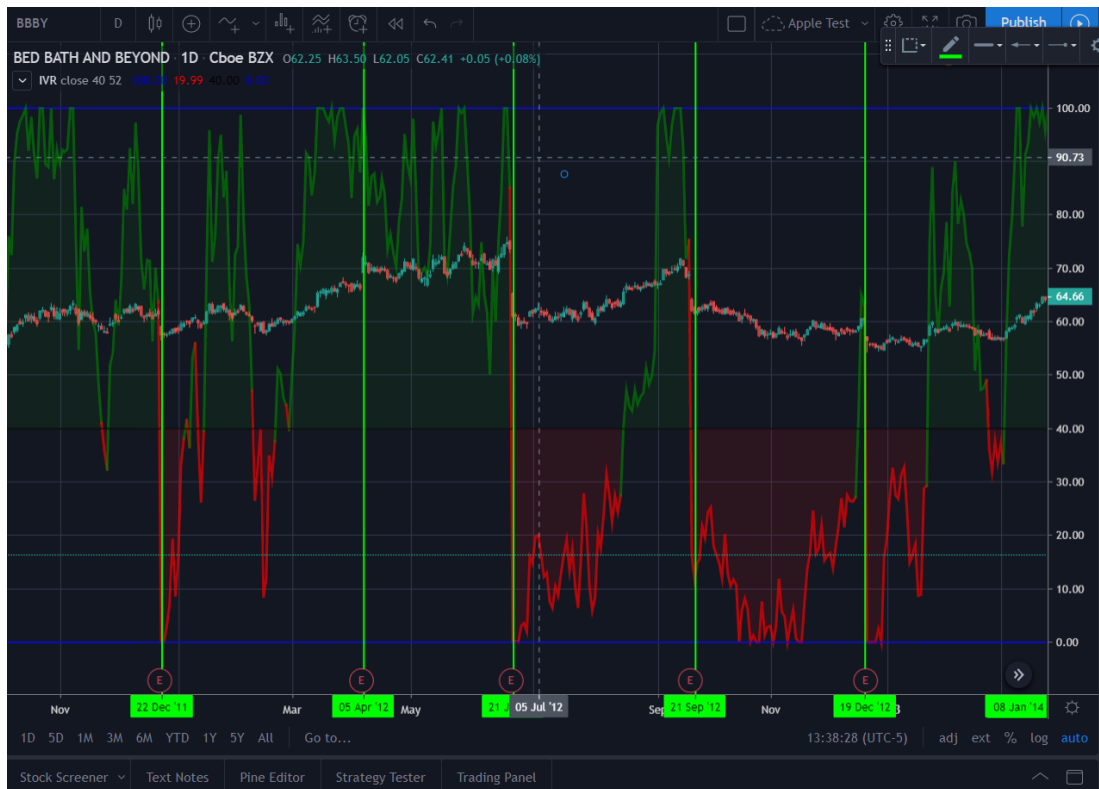 BBBY D Apple Test Publish
BED BATH AND BEYOND · 1D · Cboe BZX O62.25 H63.50 L62.05 C62.41 +0.05 (+0.08%)
IVR close 40 52 100.00 19.99 40.00 0.00
100.00
90.73
80.00
70.00
64.66
60.00
50.00
40.00
30.00
20.00
10.00
0.00
E E E E E
Nov 22 Dec '11 Mar 05 Apr '12 May 21 J 05 Jul '12 Sep 21 Sep '12 Nov 19 Dec '12 3 08 Jan '14
1D 5D 1M 3M 6M YTD 1Y 5Y All Go to... 13:38:28 (UTC-5) adj ext % log auto
Stock Screener Text Notes Pine Editor Strategy Tester Trading Panel